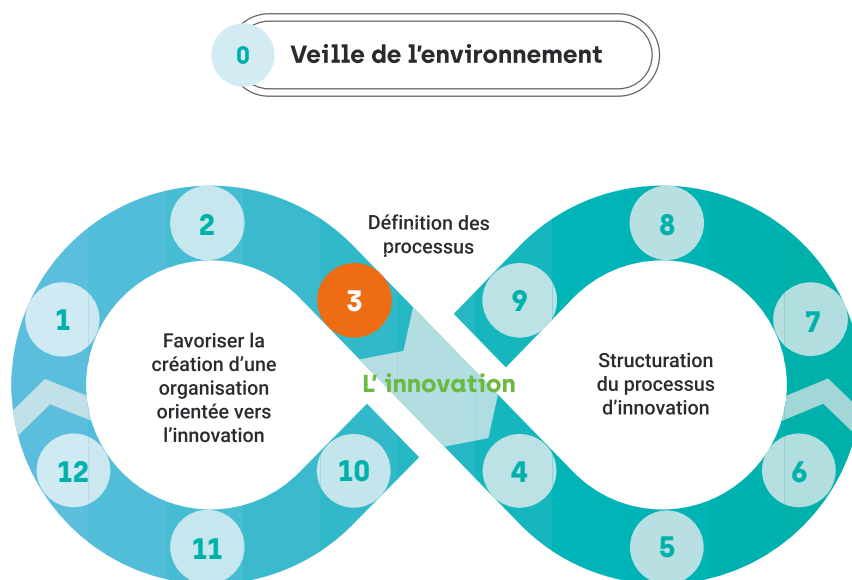 0
Veille de l’environnement
2
Définition des
processus
8
3
9
1
7
Favoriser la
création d’une
organisation
orientée vers
l’innovation
L’ innovation
Structuration
du processus
d’innovation
12
10
4
6
11
5